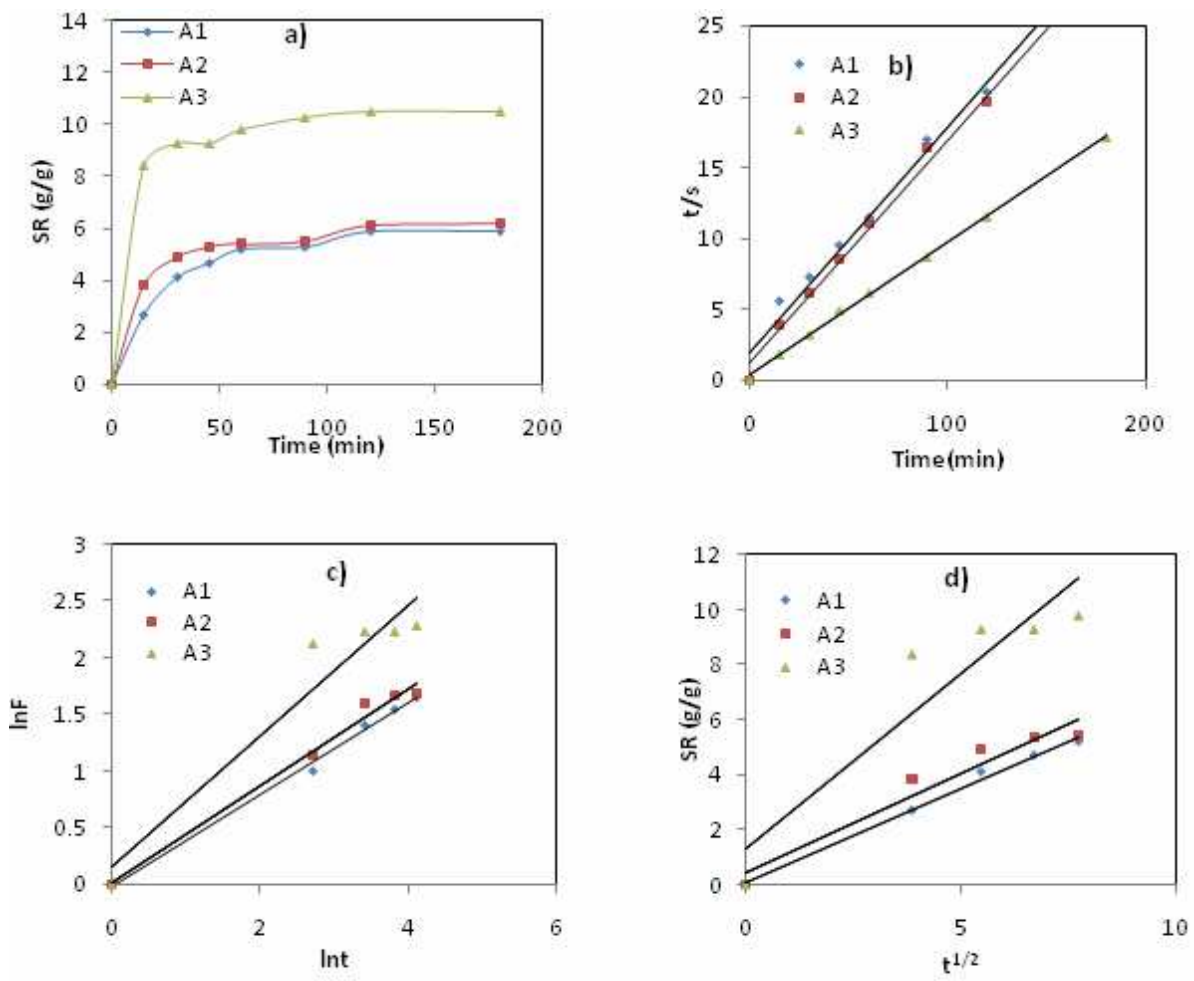 a)
A1
A2
A3
14
12
10
8
6
4
2
0
SR (g/g)
0 50 100 150 200
Time (min)
b)
A1
A2
A3
25
20
15
10
5
0
t/s
0 100 200
Time (min)
c)
A1
A2
A3
3
2.5
2
1.5
1
0.5
0
lnF
0 2 4 6
lnt
d)
A1
A2
A3
12
10
8
6
4
2
0
SR (g/g)
0 5 10
t1/2